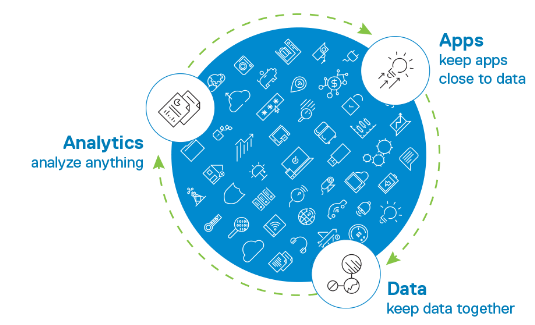 Apps
keep apps
close to data
Analytics
analyze anything
Data
keep data together